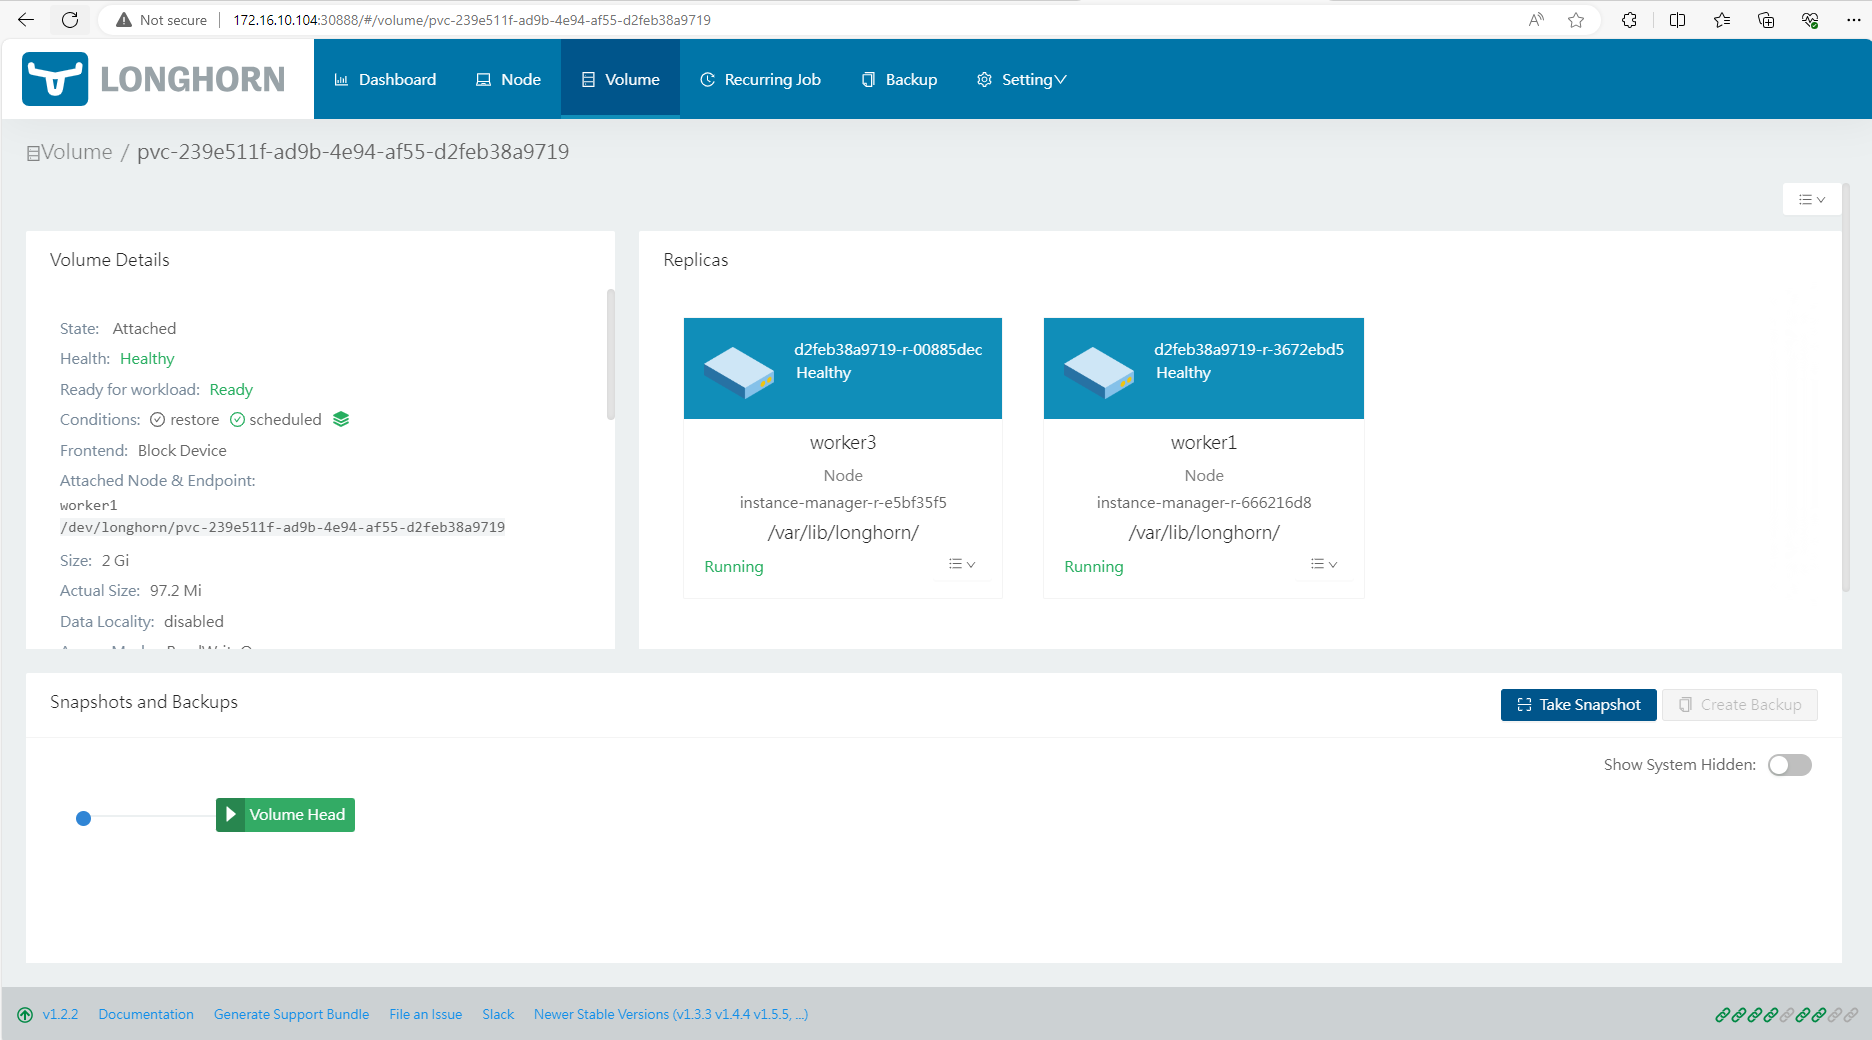 Not secure
172.16.10.104:30888/#/volume/pvc-239e511f-ad9b-4e94-af55-d2feb38a9719
LONGHORN
Dashboard
Node
Volume
Recurring Job
Backup
Setting
Volume / pvc-239e511f-ad9b-4e94-af55-d2feb38a9719
Volume Details
State: Attached
Health: Healthy
Ready for workload: Ready
Conditions: restore scheduled
Frontend: Block Device
Attached Node & Endpoint:
worker1
/dev/longhorn/pvc-239e511f-ad9b-4e94-af55-d2feb38a9719
Size: 2 Gi
Actual Size: 97.2 Mi
Data Locality: disabled
Replicas
d2feb38a9719-r-00885dec
Healthy
worker3
Node
instance-manager-r-e5bf35f5
/var/lib/longhorn/
Running
d2feb38a9719-r-3672ebd5
Healthy
worker1
Node
instance-manager-r-666216d8
/var/lib/longhorn/
Running
Snapshots and Backups
Take Snapshot
Create Backup
Show System Hidden:
Volume Head
v1.2.2
Documentation
Generate Support Bundle
File an Issue
Slack
Newer Stable Versions (v1.3.3 v1.4.4 v1.5.5, ...)